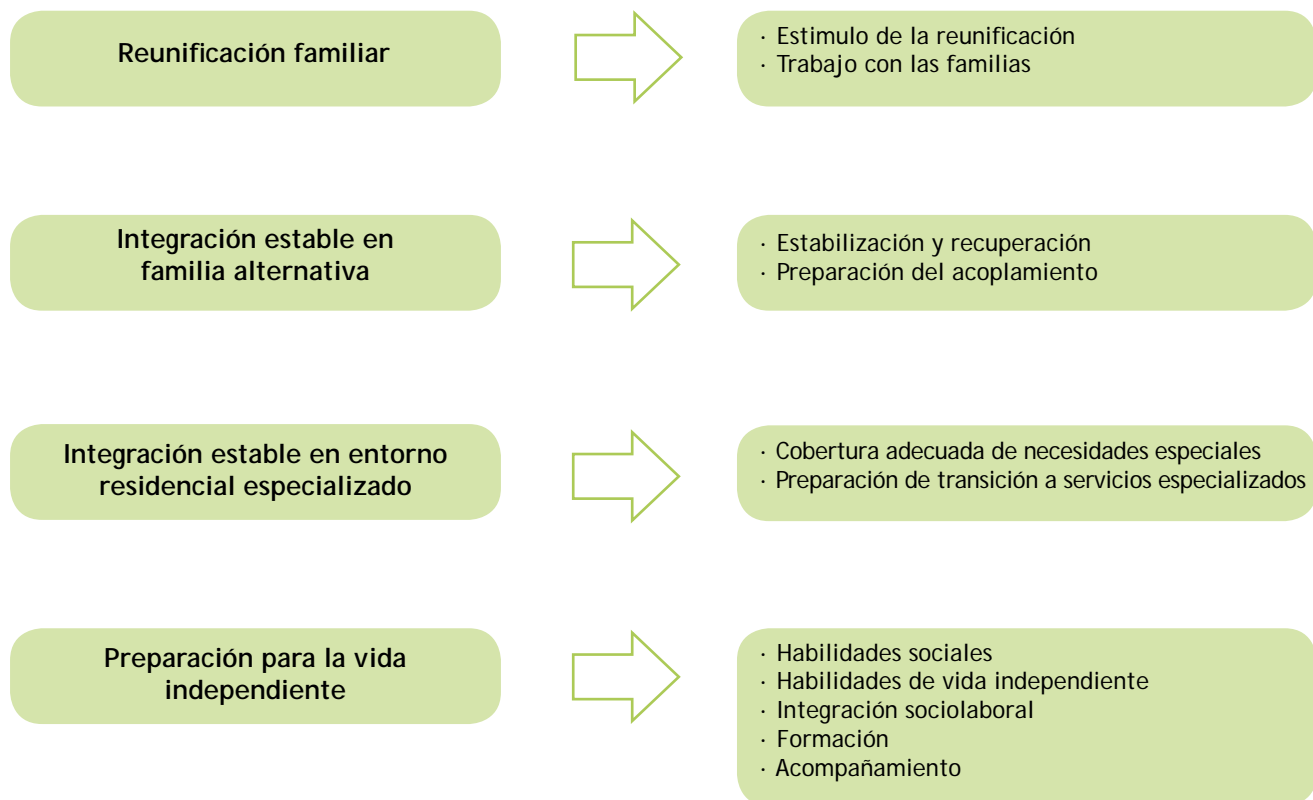 Reunificación familiar
· Estimulo de la reunificación
· Trabajo con las familias
Integración estable en
familia alternativa
· Estabilización y recuperación
· Preparación del acoplamiento
Integración estable en entorno
residencial especializado
· Cobertura adecuada de necesidades especiales
· Preparación de transición a servicios especializados
Preparación para la vida
independiente
· Habilidades sociales
· Habilidades de vida independiente
· Integración sociolaboral
· Formación
· Acompañamiento